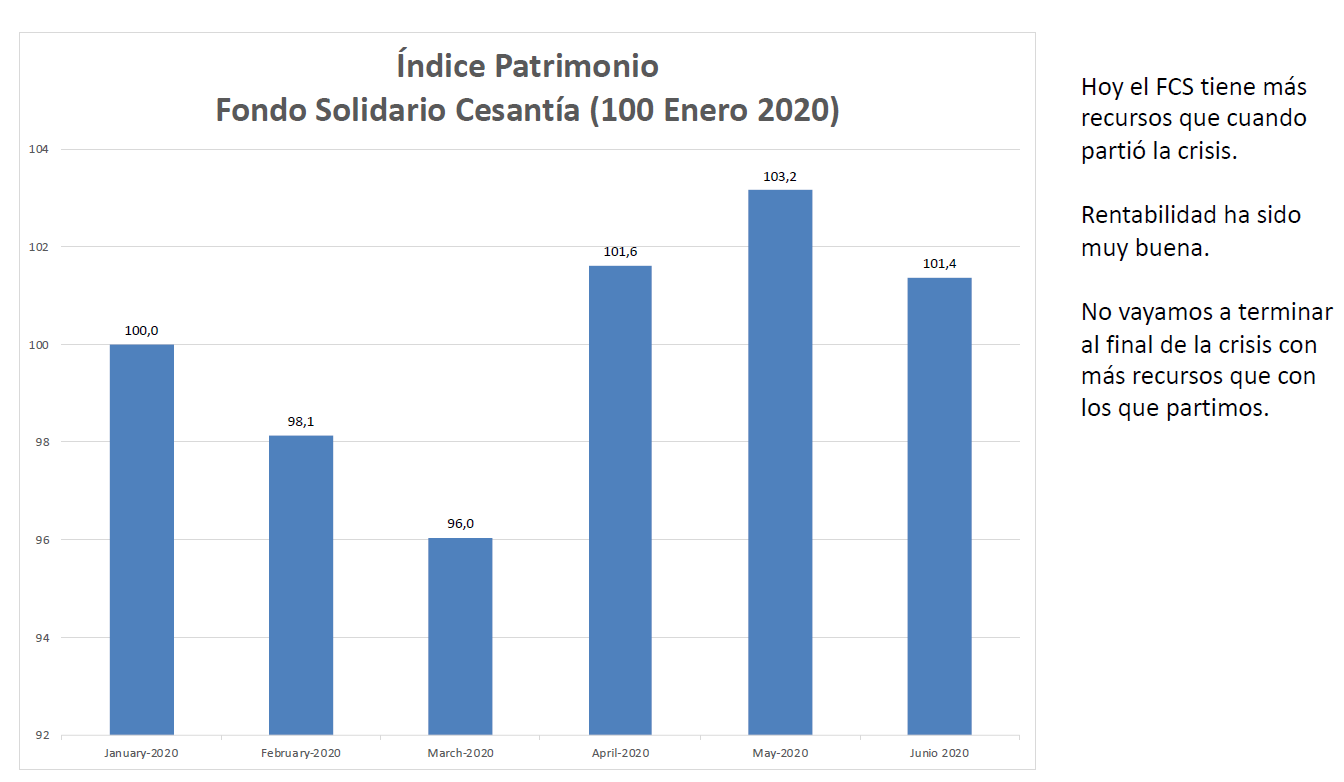 Índice Patrimonio
Fondo Solidario Cesantía (100 Enero 2020)
104
102
100
98
96
94
92
100,0
98,1
96,0
101,6
103,2
101,4
January-2020
February-2020
March-2020
April-2020
May-2020
Junio 2020
Hoy el FCS tiene más
recursos que cuando
partió la crisis.
Rentabilidad ha sido
muy buena.
No vayamos a terminar
al final de la crisis con
más recursos que con
los que partimos.